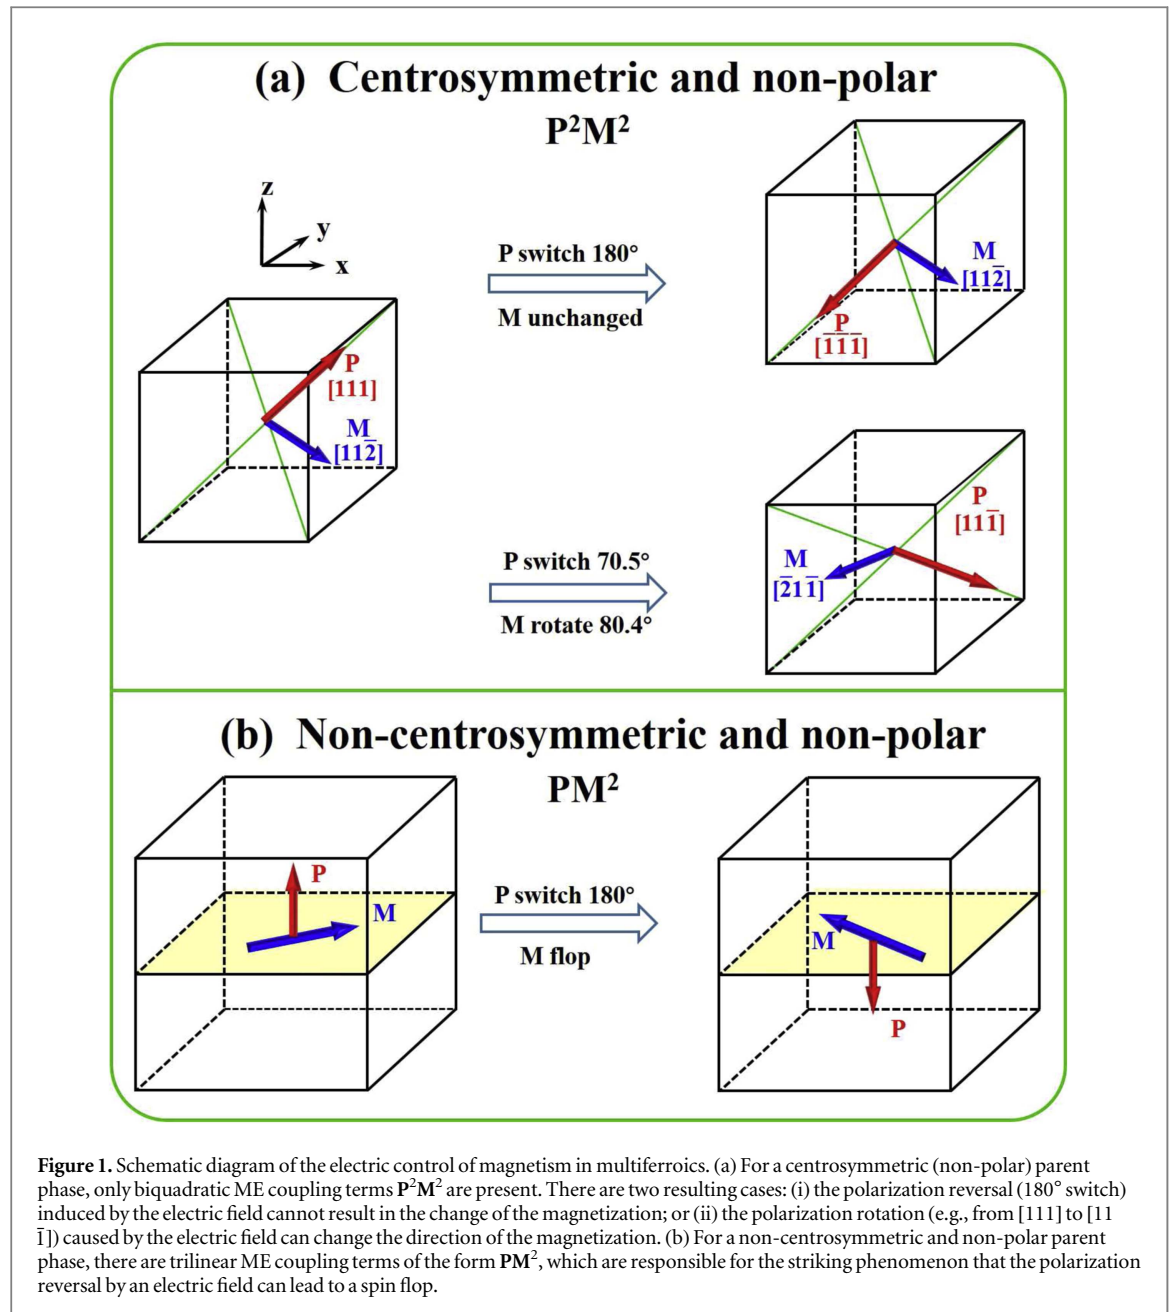 (a) Centrosymmetric and non-polar
P²M²
z
y
x
P
[111]
M
[112̄]
P switch 180°
M unchanged
M
[112̄]
P
[1̄1̄1̄]
P switch 70.5°
M rotate 80.4°
P
[111̄]
M
[2̄11̄]
(b) Non-centrosymmetric and non-polar
PM²
P
M
P switch 180°
M flop
M
P
Figure 1. Schematic diagram of the electric control of magnetism in multiferroics. (a) For a centrosymmetric (non-polar) parent
phase, only biquadratic ME coupling terms P²M² are present. There are two resulting cases: (i) the polarization reversal (180° switch)
induced by the electric field cannot result in the change of the magnetization; or (ii) the polarization rotation (e.g., from [111] to [11
1̄]) caused by the electric field can change the direction of the magnetization. (b) For a non-centrosymmetric and non-polar parent
phase, there are trilinear ME coupling terms of the form PM², which are responsible for the striking phenomenon that the polarization
reversal by an electric field can lead to a spin flop.